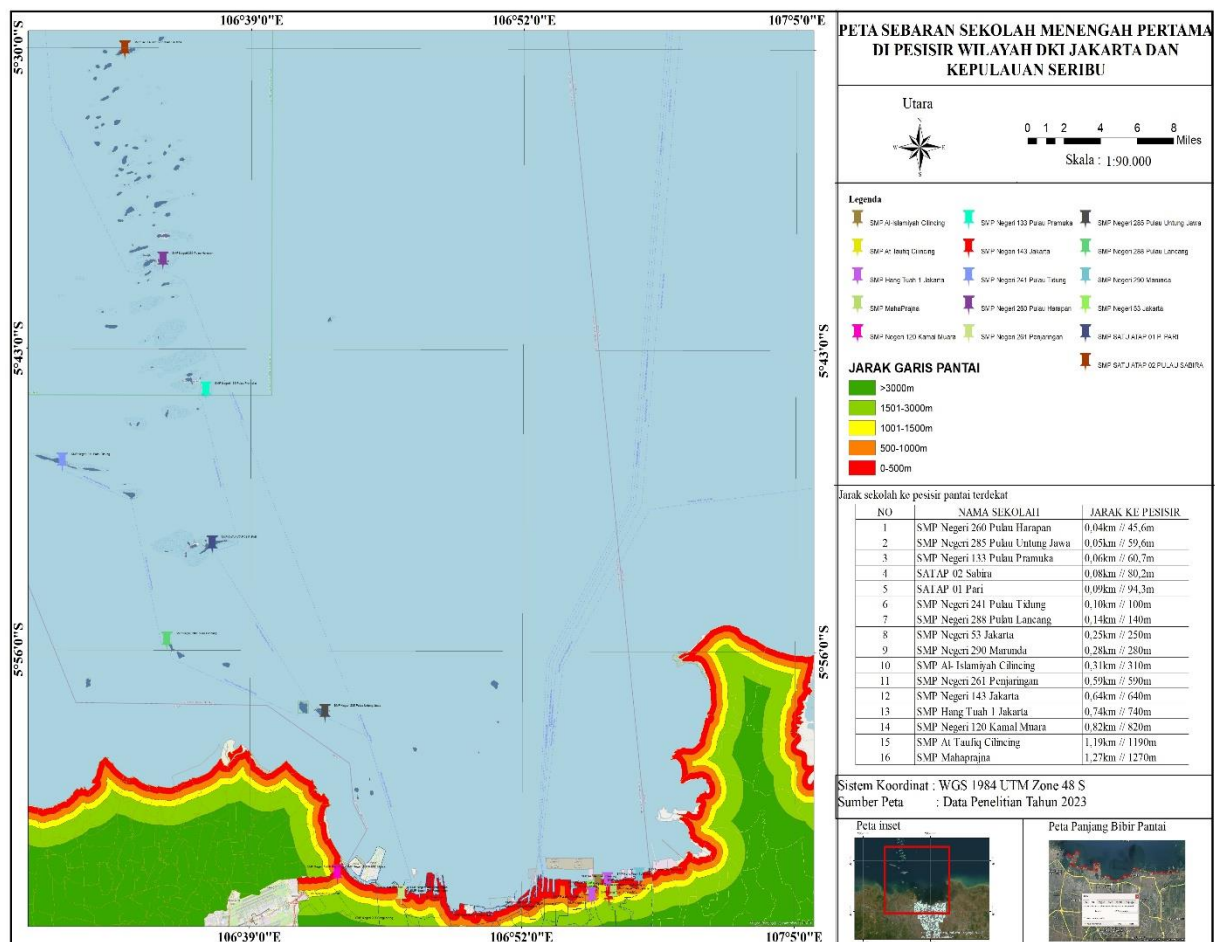 106°39'0"E 106°52'0"E 107°5'0"E
5°30'0"S
5°43'0"S 5°43'0"S
5°56'0"S 5°56'0"S
106°39'0"E 106°52'0"E 107°5'0"E
PETA SEBARAN SEKOLAH MENENGAH PERTAMA
DI PESISIR WILAYAH DKI JAKARTA DAN
KEPULAUAN SERIBU
Utara
N
W E
S
0 1 2 4 6 8
Miles
Skala : 1:90.000
Legenda
SMP Al-Islamiyah Cilincing
SMP At Taufiq Cilincing
SMP Hang Tuah 1 Jakarta
SMP MahaPrajna
SMP Negeri 120 Kamal Muara
SMP Negeri 133 Pulau Pramuka
SMP Negeri 143 Jakarta
SMP Negeri 241 Pulau Tidung
SMP Negeri 260 Pulau Harapan
SMP Negeri 261 Penjaringan
SMP Negeri 285 Pulau Untung Jawa
SMP Negeri 288 Pulau Lancang
SMP Negeri 290 Marunda
SMP Negeri 53 Jakarta
SMP SATU ATAP 01 P. PARI
SMP SATU ATAP 02 PULAU SABIRA
JARAK GARIS PANTAI
>3000m
1501-3000m
1001-1500m
500-1000m
0-500m
Jarak sekolah ke pesisir pantai terdekat
NO NAMA SEKOLAH JARAK KE PESISIR
1 SMP Negeri 260 Pulau Harapan 0,04km // 45,6m
2 SMP Negeri 285 Pulau Untung Jawa 0,05km // 59,6m
3 SMP Negeri 133 Pulau Pramuka 0,06km // 60,7m
4 SATAP 02 Sabira 0,08km // 80,2m
5 SATAP 01 Pari 0,09km // 94,3m
6 SMP Negeri 241 Pulau Tidung 0,10km // 100m
7 SMP Negeri 288 Pulau Lancang 0,14km // 140m
8 SMP Negeri 53 Jakarta 0,25km // 250m
9 SMP Negeri 290 Marunda 0,28km // 280m
10 SMP Al- Islamiyah Cilincing 0,31km // 310m
11 SMP Negeri 261 Penjaringan 0,59km // 590m
12 SMP Negeri 143 Jakarta 0,64km // 640m
13 SMP Hang Tuah 1 Jakarta 0,74km // 740m
14 SMP Negeri 120 Kamal Muara 0,82km // 820m
15 SMP At Taufiq Cilincing 1,19km // 1190m
16 SMP Mahaprajna 1,27km // 1270m
Sistem Koordinat : WGS 1984 UTM Zone 48 S
Sumber Peta : Data Penelitian Tahun 2023
Peta inset
Peta Panjang Bibir Pantai